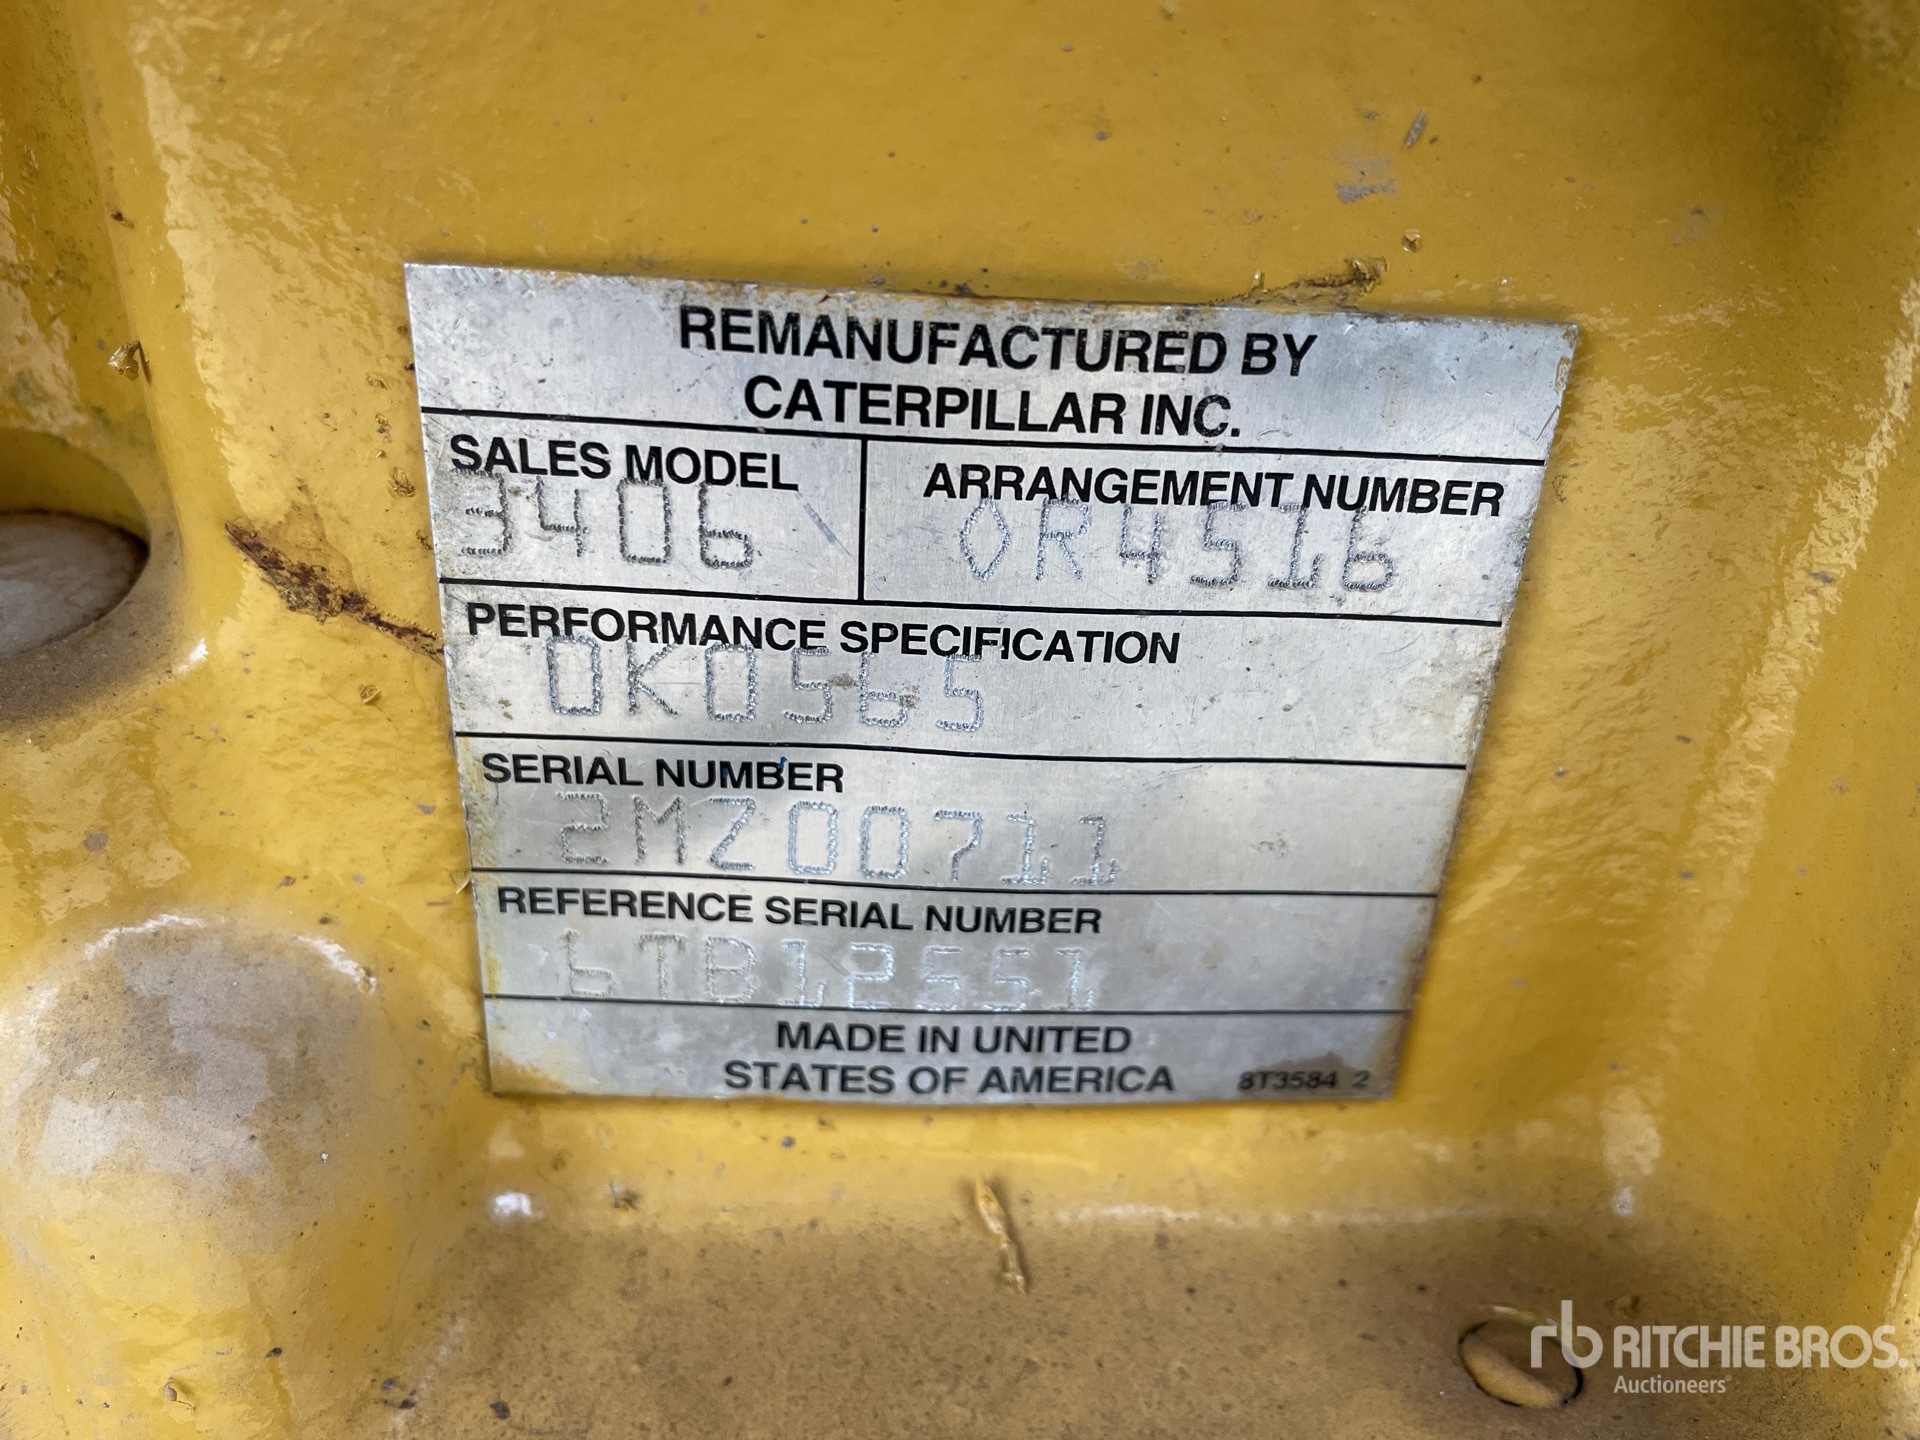 REMANUFACTURED BY
CATERPILLAR INC.
SALES MODEL
3406
ARRANGEMENT NUMBER
0R4516
PERFORMANCE SPECIFICATION
0K0565
SERIAL NUMBER
2MZ00711
REFERENCE SERIAL NUMBER
6TB12551
MADE IN UNITED
STATES OF AMERICA
8T3584 2
rb RITCHIE BROS.
Auctioneers